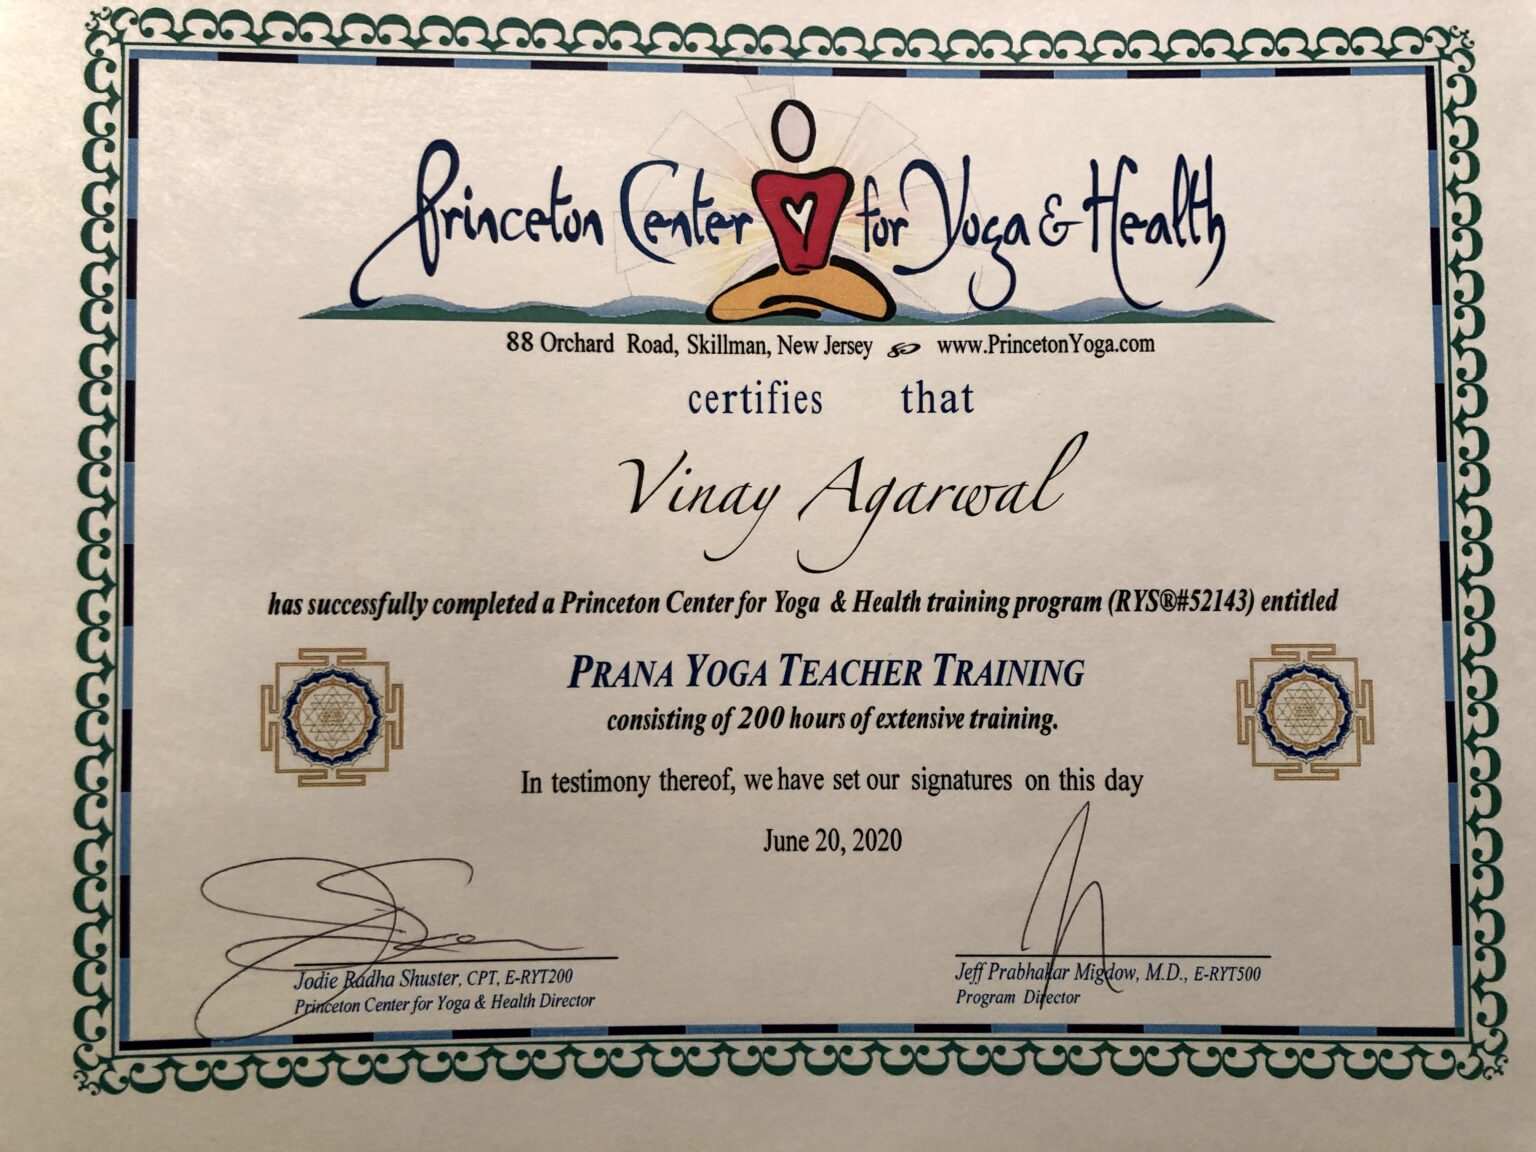 Princeton Center for Yoga & Health
88 Orchard Road, Skillman, New Jersey www.PrincetonYoga.com
certifies that
Vinay Agarwal
has successfully completed a Princeton Center for Yoga & Health training program (RYS®#52143) entitled
PRANA YOGA TEACHER TRAINING
consisting of 200 hours of extensive training.
In testimony thereof, we have set our signatures on this day
June 20, 2020
Jodie Radha Shuster, CPT, E-RYT200
Princeton Center for Yoga & Health Director
Jeff Prabhakar Migdow, M.D., E-RYT500
Program Director